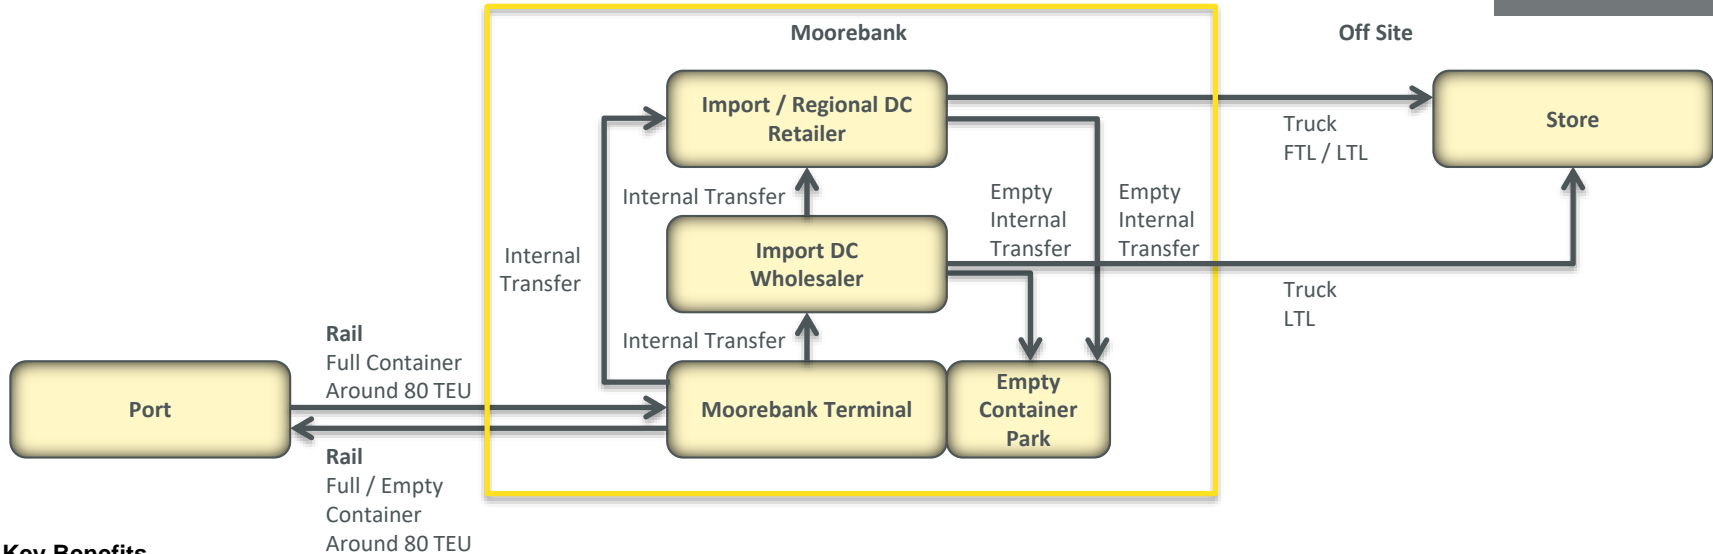 Moorebank
Off Site
Import / Regional DC
Retailer
Store
Truck
FTL / LTL
Internal Transfer
Empty
Internal
Transfer
Empty
Internal
Transfer
Import DC
Wholesaler
Internal
Transfer
Truck
LTL
Internal Transfer
Rail
Full Container
Around 80 TEU
Port
Moorebank Terminal
Empty
Container
Park
Rail
Full / Empty
Container
Around 80 TEU
Key Benefits